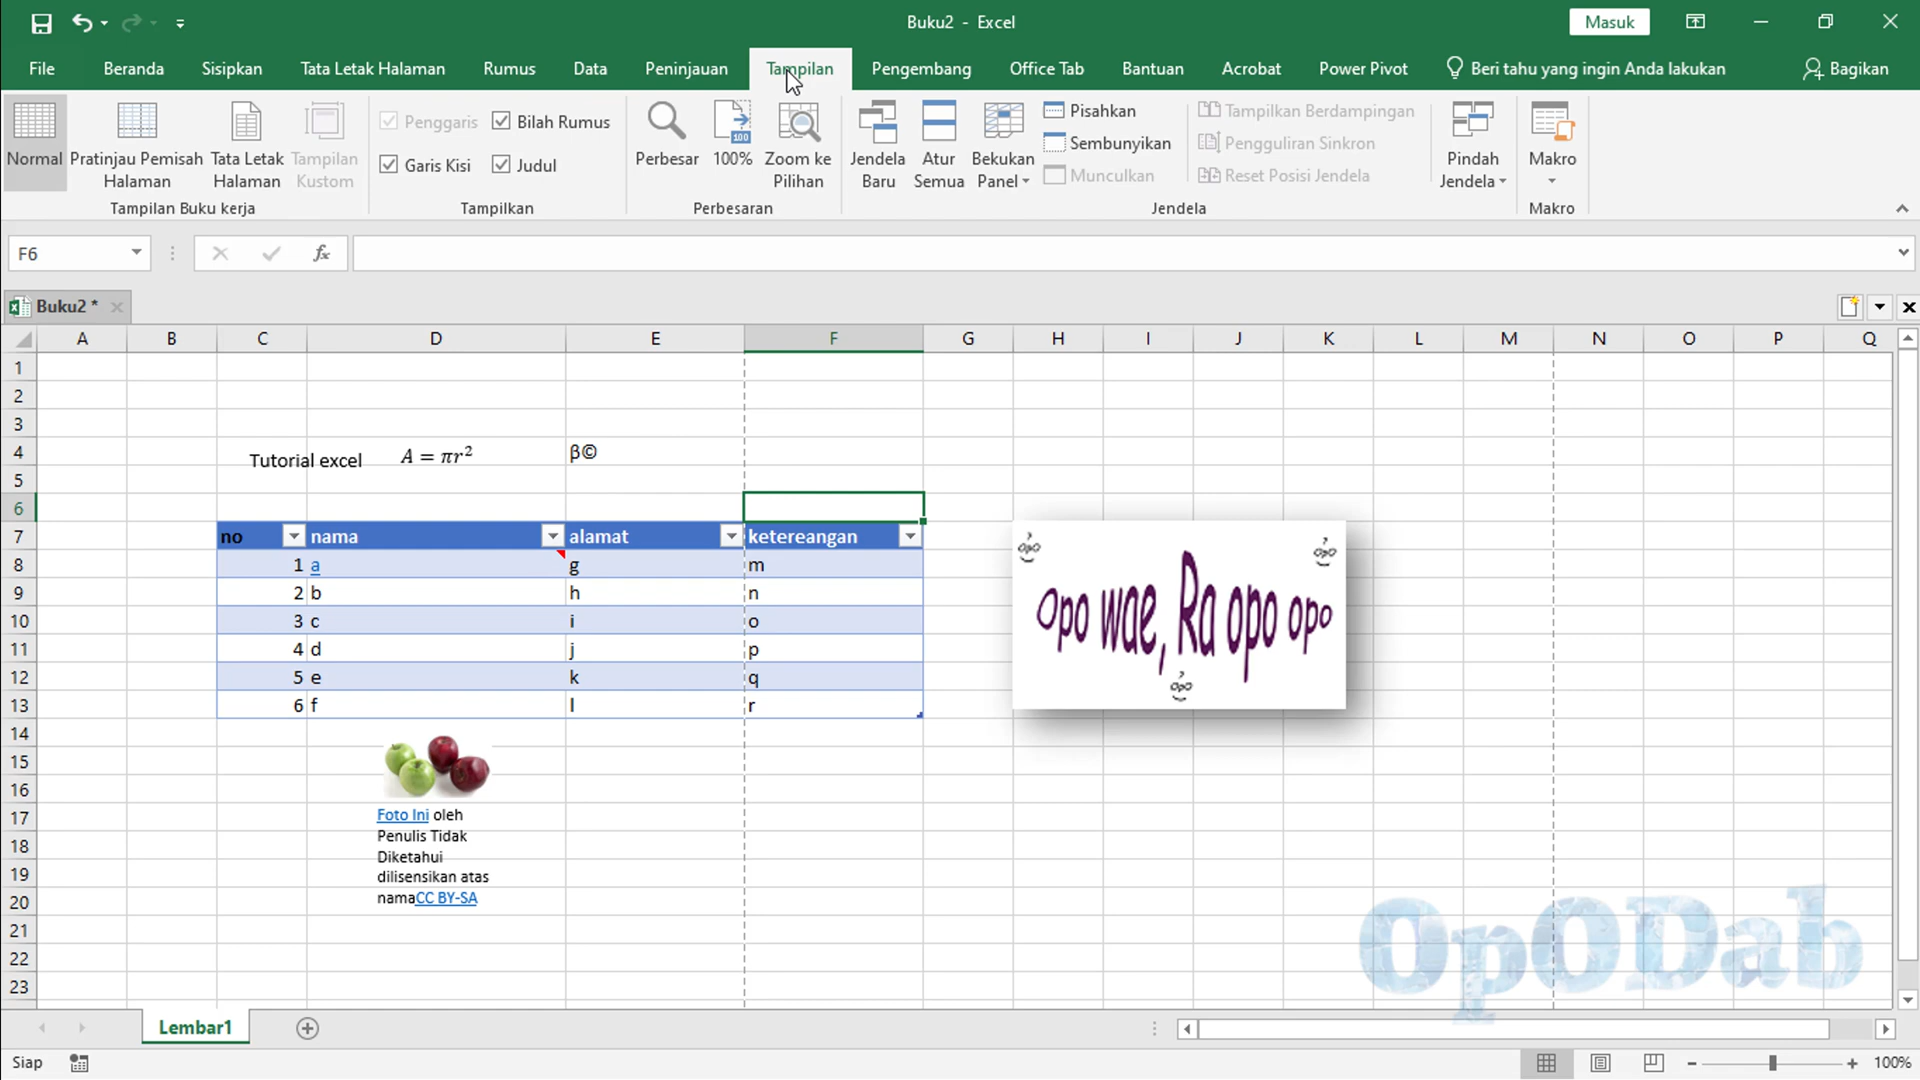 Buku2 - Excel
Masuk
File Beranda Sisipkan Tata Letak Halaman Rumus Data Peninjauan Tampilan Pengembang Office Tab Bantuan Acrobat Power Pivot Beri tahu yang ingin Anda lakukan Bagikan
Normal
Pratinjau Pemisah
Halaman
Tata Letak
Halaman
Tampilan
Kustom
Tampilan Buku kerja
Penggaris
Bilah Rumus
Garis Kisi
Judul
Tampilkan
Perbesar
100
100%
Zoom ke
Pilihan
Perbesaran
Jendela
Baru
Atur
Semua
Bekukan
Panel
Pisahkan
Sembunyikan
Munculkan
Tampilkan Berdampingan
Pengguliran Sinkron
Reset Posisi Jendela
Pindah
Jendela
Jendela
Makro
Makro
F6
fx
Buku2 *
A B C D E F G H I J K L M N O P Q
1
2
3
4
5
6
7
8
9
10
11
12
13
14
15
16
17
18
19
20
21
22
23
Tutorial excel
A = πr²
β©
no nama alamat ketereangan
1 a g m
2 b h n
3 c i o
4 d j p
5 e k q
6 f l r
opo
opo
Opo wae, Ra opo opo
opo
Foto Ini oleh
Penulis Tidak
Diketahui
dilisensikan atas
namaCC BY-SA
OpODab
Lembar1
Siap
100%